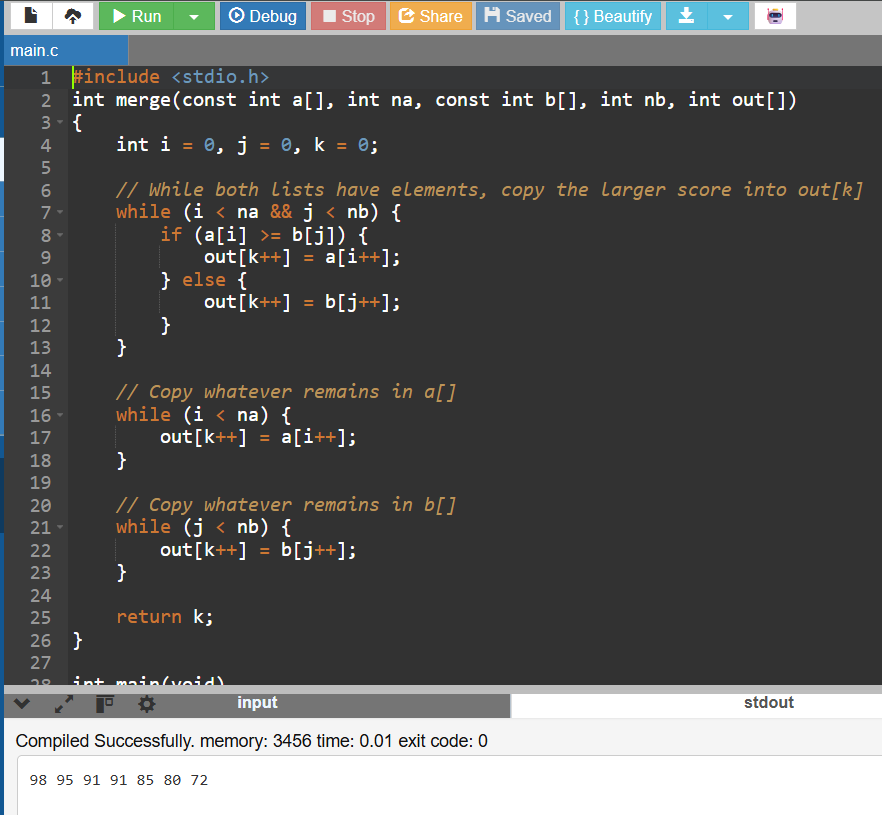 Run Debug Stop Share Saved { } Beautify
main.c
1 #include <stdio.h>
2 int merge(const int a[], int na, const int b[], int nb, int out[])
3 {
4     int i = 0, j = 0, k = 0;
5
6     // While both lists have elements, copy the larger score into out[k]
7     while (i < na && j < nb) {
8         if (a[i] >= b[j]) {
9             out[k++] = a[i++];
10         } else {
11             out[k++] = b[j++];
12         }
13     }
14
15     // Copy whatever remains in a[]
16     while (i < na) {
17         out[k++] = a[i++];
18     }
19
20     // Copy whatever remains in b[]
21     while (j < nb) {
22         out[k++] = b[j++];
23     }
24
25     return k;
26 }
27
28 int main(void)
input stdout
Compiled Successfully. memory: 3456 time: 0.01 exit code: 0
98 95 91 91 85 80 72